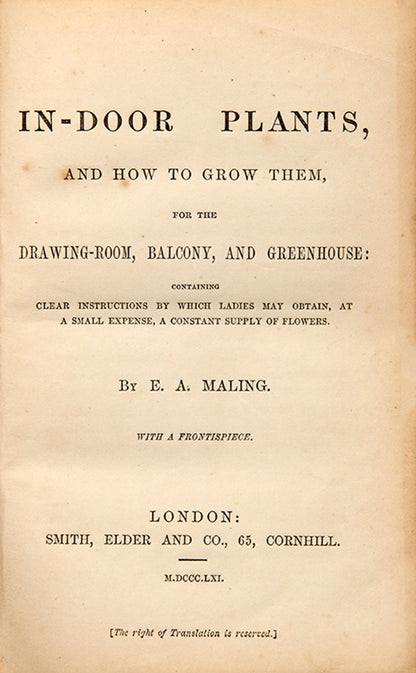 IN-DOOR PLANTS,
AND HOW TO GROW THEM,
FOR THE
DRAWING-ROOM, BALCONY, AND GREENHOUSE:
CONTAINING
CLEAR INSTRUCTIONS BY WHICH LADIES MAY OBTAIN, AT
A SMALL EXPENSE, A CONSTANT SUPPLY OF FLOWERS.
BY E. A. MALING.
WITH A FRONTISPIECE.
LONDON:
SMITH, ELDER AND CO., 65, CORNHILL.
M.DCCC.LXI.
[The right of Translation is reserved.]